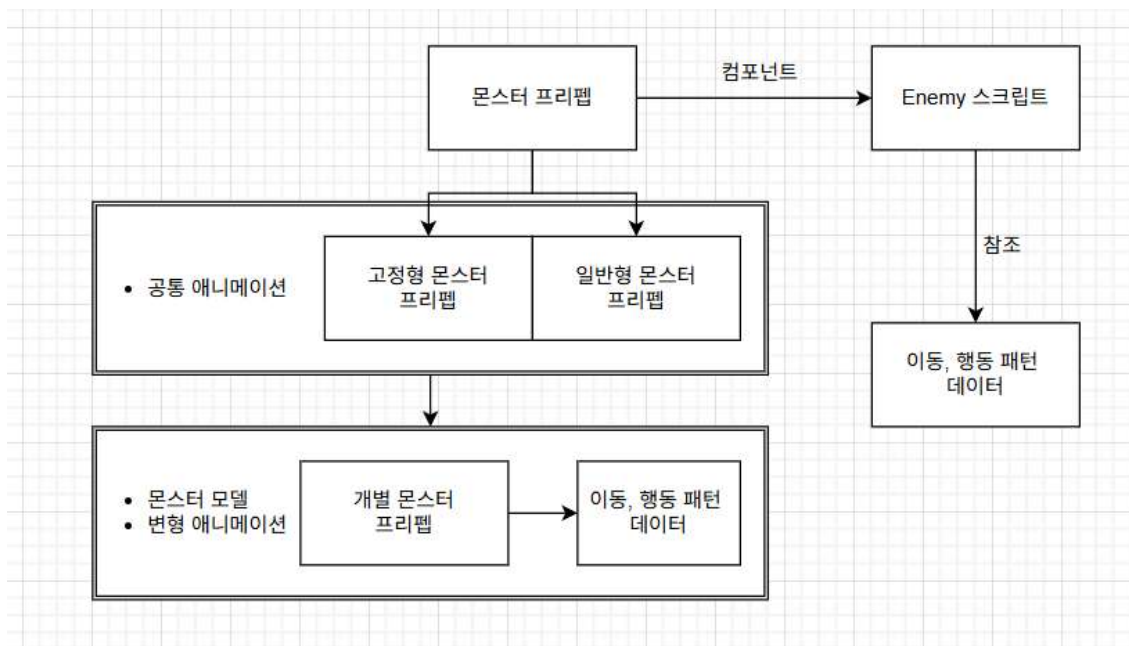 몬스터 프리펩
컴포넌트
Enemy 스크립트
참조
이동, 행동 패턴
데이터
• 공통 애니메이션
고정형 몬스터
프리펩
일반형 몬스터
프리펩
• 몬스터 모델
• 변형 애니메이션
개별 몬스터
프리펩
이동, 행동 패턴
데이터